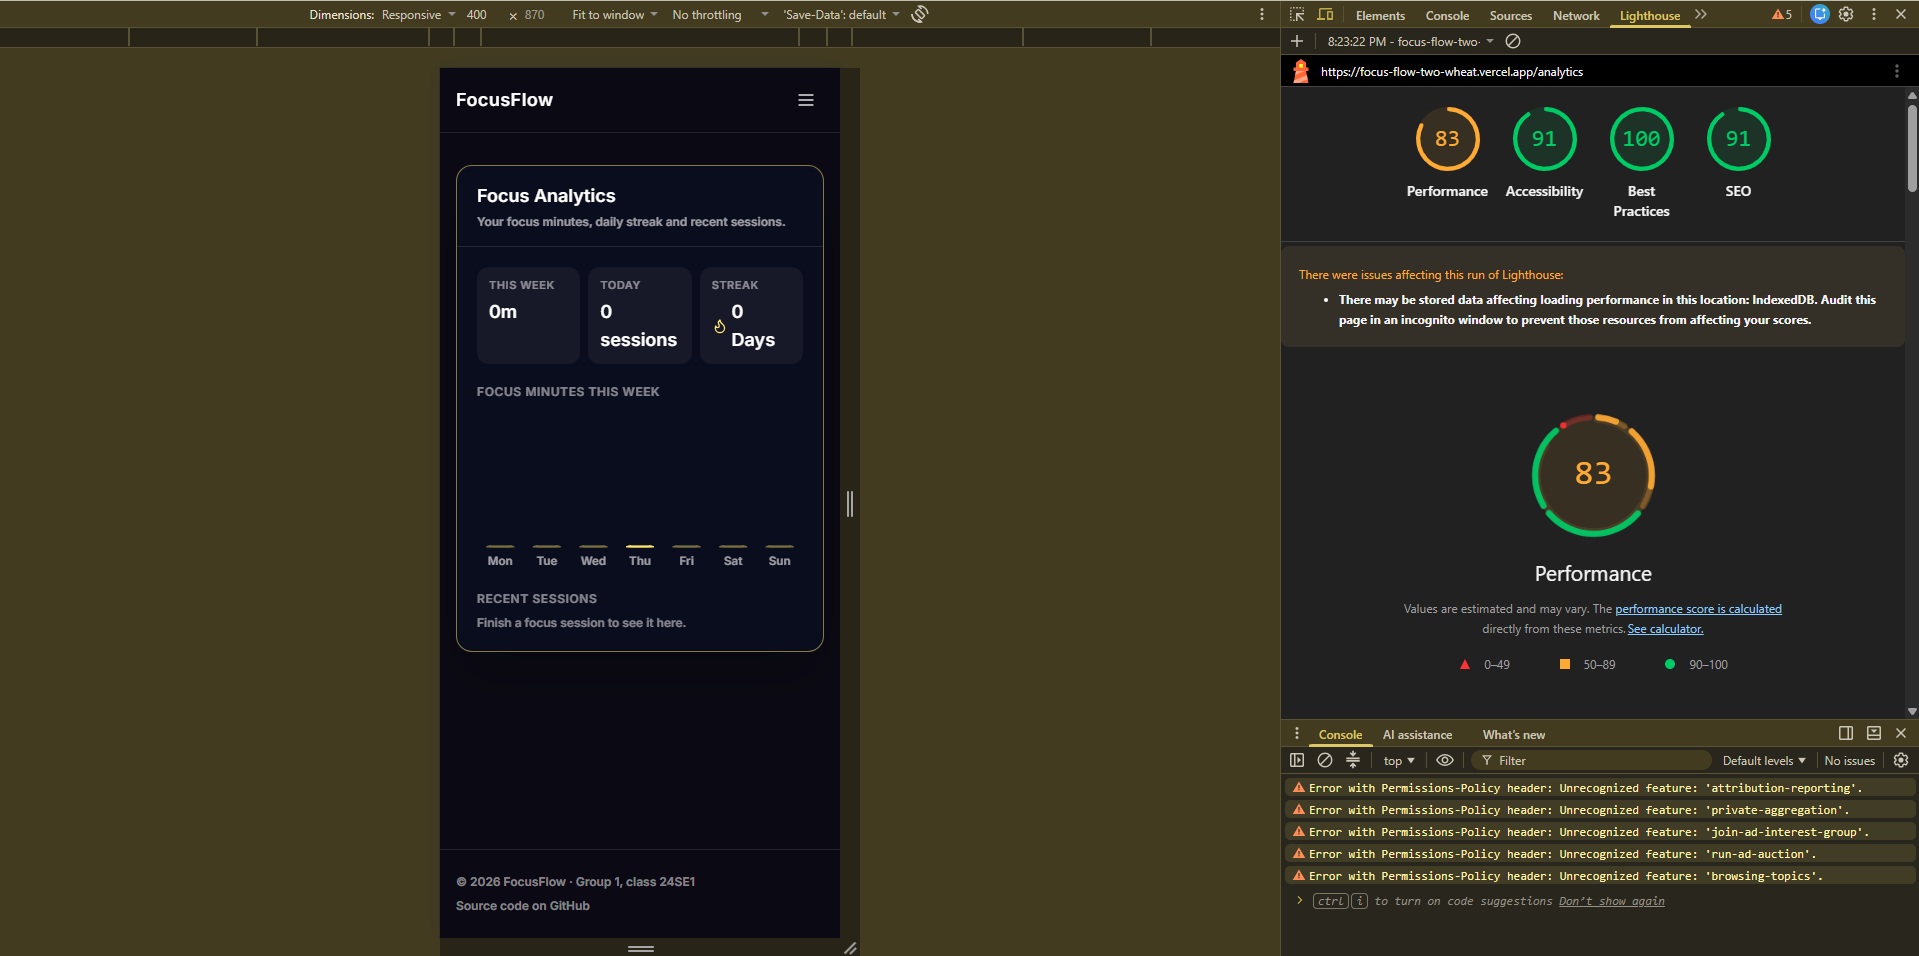 Dimensions: Responsive 400 × 870 Fit to window No throttling 'Save-Data': default
FocusFlow
Focus Analytics
Your focus minutes, daily streak and recent sessions.
THIS WEEK
0m
TODAY
0
sessions
STREAK
0
Days
FOCUS MINUTES THIS WEEK
Mon Tue Wed Thu Fri Sat Sun
RECENT SESSIONS
Finish a focus session to see it here.
© 2026 FocusFlow · Group 1, class 24SE1
Source code on GitHub
Elements Console Sources Network Lighthouse 5
8:23:22 PM - focus-flow-two-
https://focus-flow-two-wheat.vercel.app/analytics
83 91 100 91
Performance Accessibility Best SEO
Practices
There were issues affecting this run of Lighthouse:
• There may be stored data affecting loading performance in this location: IndexedDB. Audit this
page in an incognito window to prevent those resources from affecting your scores.
83
Performance
Values are estimated and may vary. The performance score is calculated
directly from these metrics. See calculator.
0–49 50–89 90–100
Console AI assistance What's new
top Filter Default levels No issues
Error with Permissions-Policy header: Unrecognized feature: 'attribution-reporting'.
Error with Permissions-Policy header: Unrecognized feature: 'private-aggregation'.
Error with Permissions-Policy header: Unrecognized feature: 'join-ad-interest-group'.
Error with Permissions-Policy header: Unrecognized feature: 'run-ad-auction'.
Error with Permissions-Policy header: Unrecognized feature: 'browsing-topics'.
ctrl i to turn on code suggestions Don't show again